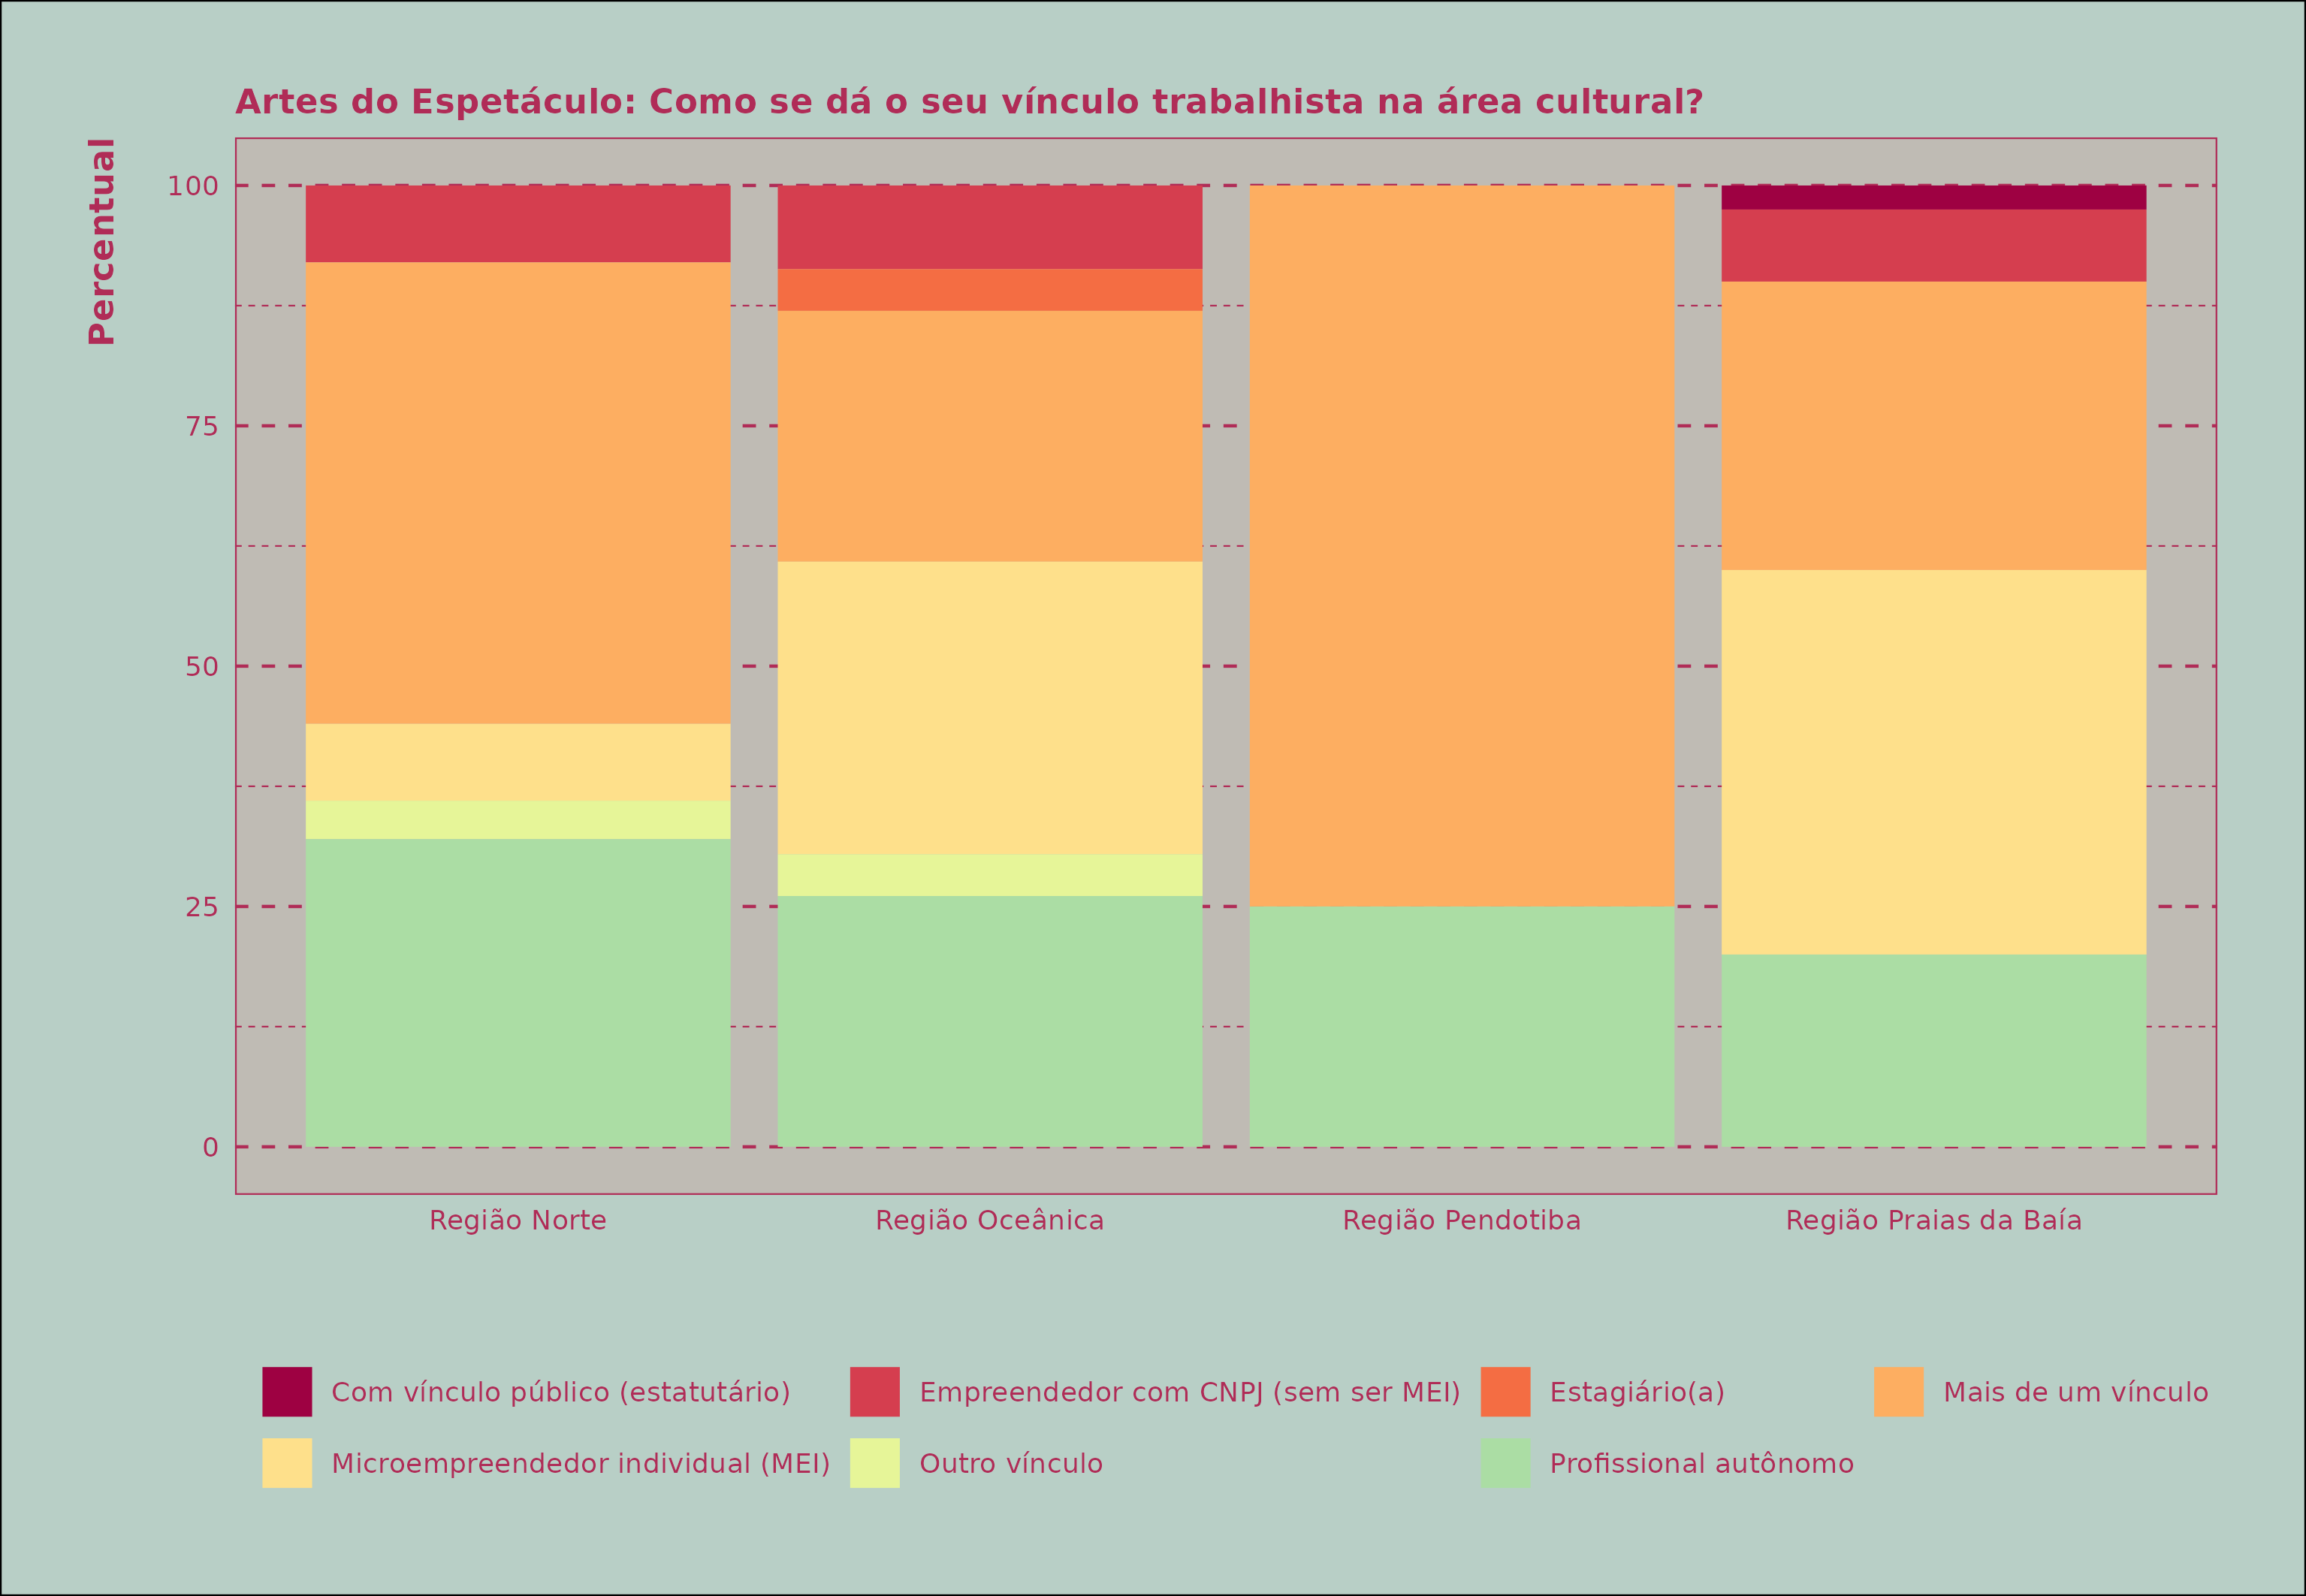 Artes do Espetáculo: Como se dá o seu vínculo trabalhista na área cultural?
Percentual
100
75
50
25
0
Região Norte
Região Oceânica
Região Pendotiba
Região Praias da Baía
Com vínculo público (estatutário)
Empreendedor com CNPJ (sem ser MEI)
Estagiário(a)
Mais de um vínculo
Microempreendedor individual (MEI)
Outro vínculo
Profissional autônomo